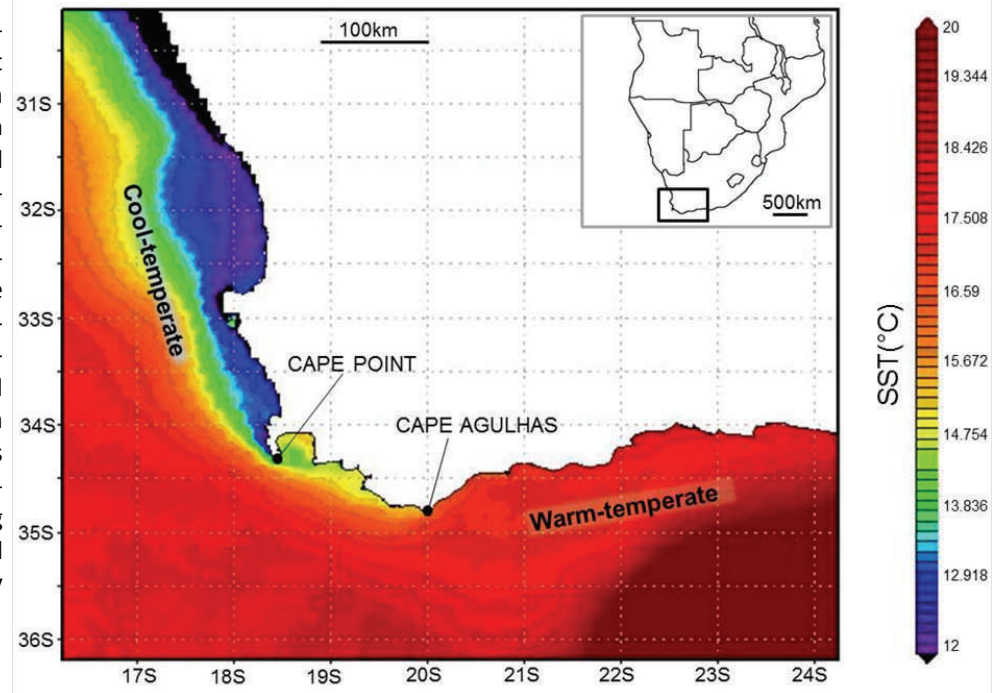 100km
500km
31S
32S
33S
34S
35S
36S
Cool-temperate
CAPE POINT
CAPE AGULHAS
Warm-temperate
17S
18S
19S
20S
21S
22S
23S
24S
SST(°C)
20
19.344
18.426
17.508
16.59
15.672
14.754
13.836
12.918
12